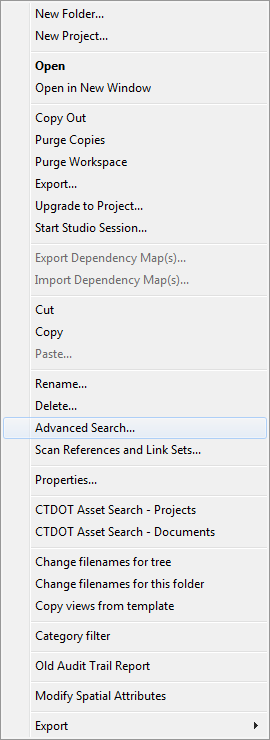 New Folder...
New Project...
Open
Open in New Window
Copy Out
Purge Copies
Purge Workspace
Export...
Upgrade to Project...
Start Studio Session...
Export Dependency Map(s)...
Import Dependency Map(s)...
Cut
Copy
Paste...
Rename...
Delete...
Advanced Search...
Scan References and Link Sets...
Properties...
CTDOT Asset Search - Projects
CTDOT Asset Search - Documents
Change filenames for tree
Change filenames for this folder
Copy views from template
Category filter
Old Audit Trail Report
Modify Spatial Attributes
Export